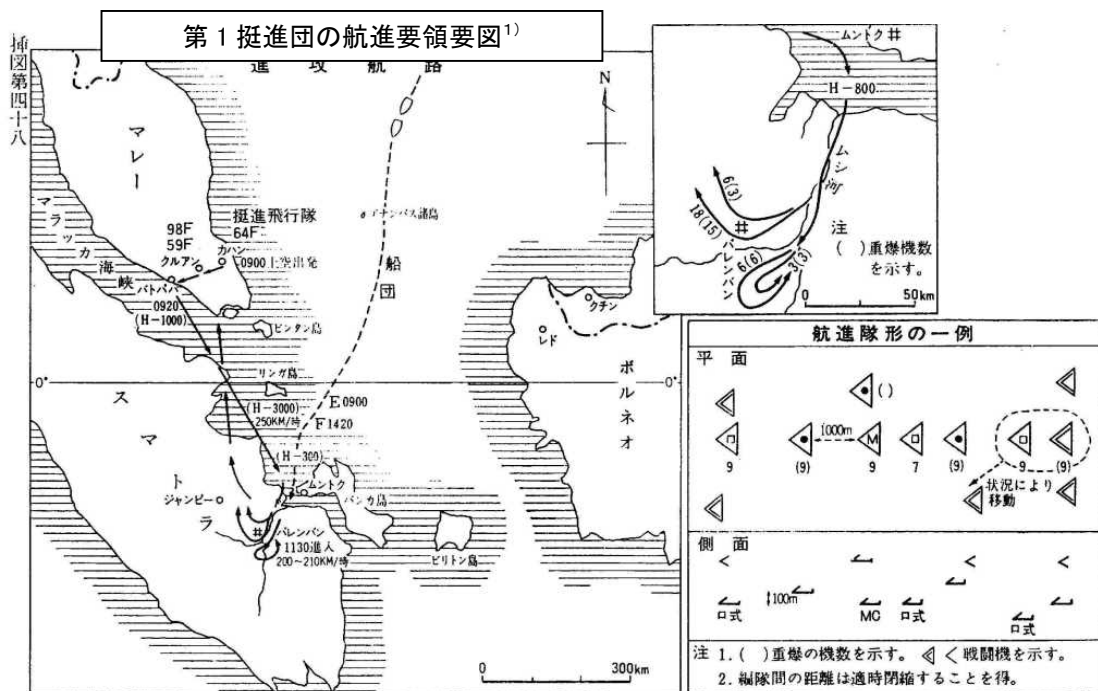 第1挺進団の航進要領要図1)
挿図第四十八
進攻航路
N
マレー
マラッカ海峡
98F
59F
クルアン
挺進飛行隊
64F
カハン
0900上空出発
バトパハ
0920
(H-1000)
ビンタン島
アナンバス諸島
船団
リンガ島
0°
0°
(H-3000)
250KM/時
E0900
F1420
(H-300)
スマトラ
ジャンビー
ムントク
バンカ島
パレンバン
1130進入
200～210KM/時
ビリトン島
クチン
レド
ボルネオ
0
300km
ムントク
H-800
ムシ河
6(3)
18(15)
パレンバン
6(6)
3(3)
注
( )重爆機数
を示す。
0
50km
航進隊形の一例
平面
( )
1000m
M
9
(9)
9
7
(9)
9
(9)
状況により
移動
側面
100m
ロ式
MC
ロ式
ロ式
注 1. ( )重爆の機数を示す。 < 戦闘機を示す。
2. 編隊間の距離は適時閉縮することを得。